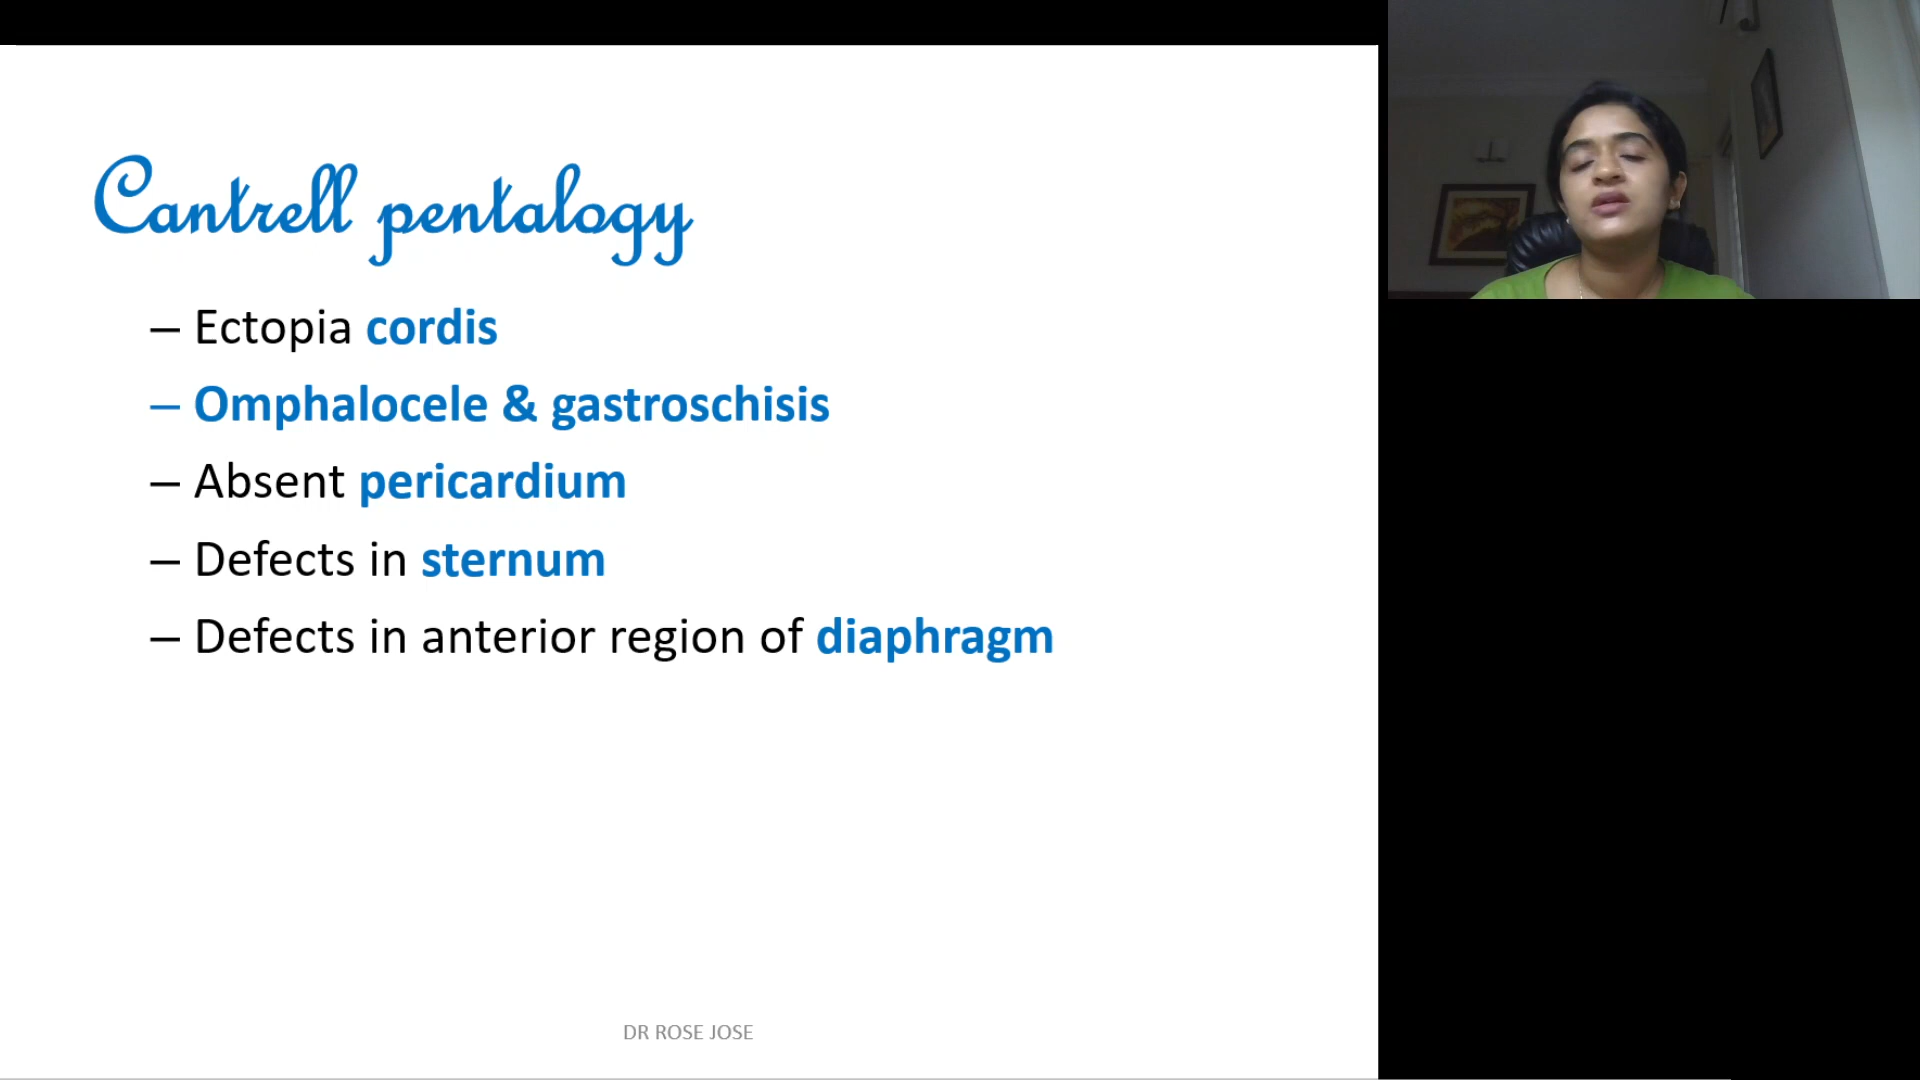 Cantrell pentalogy
– Ectopia cordis
– Omphalocele & gastroschisis
– Absent pericardium
– Defects in sternum
– Defects in anterior region of diaphragm
DR ROSE JOSE